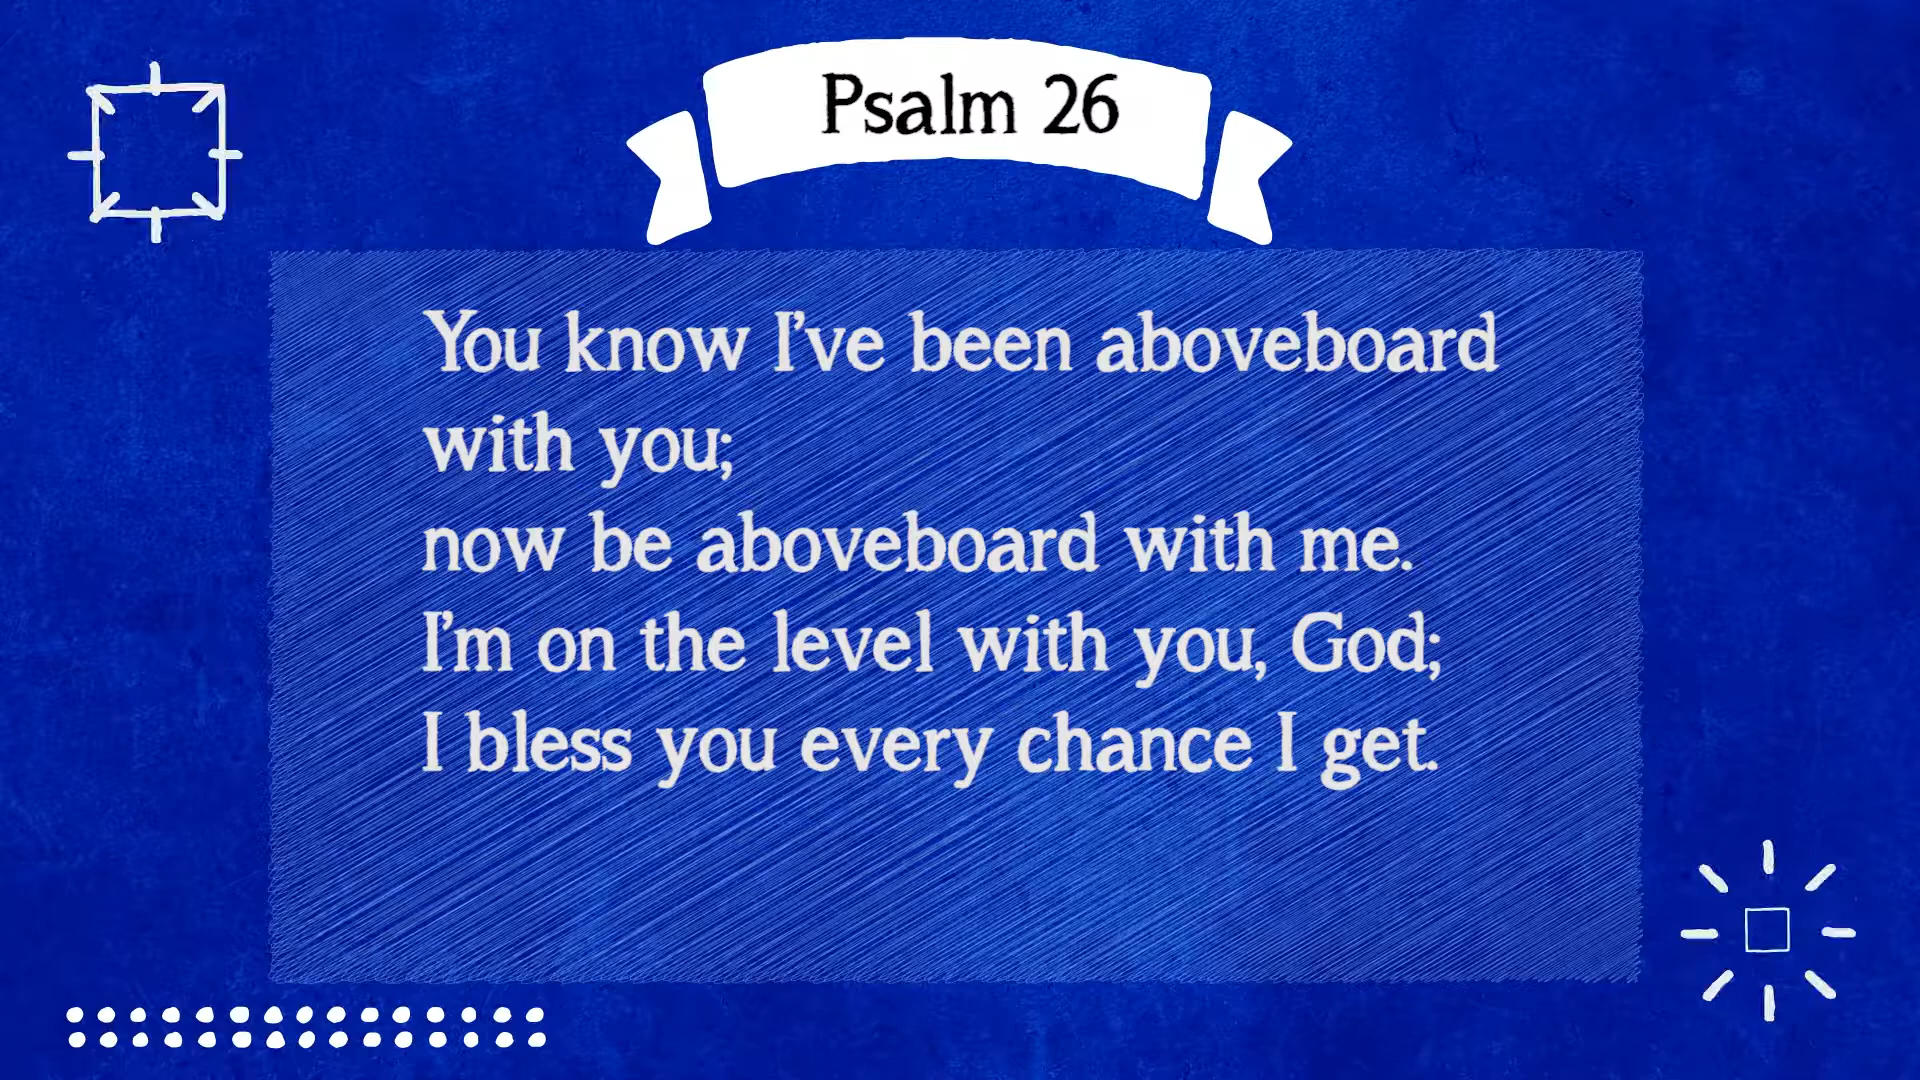 Psalm 26
You know I've been aboveboard
with you;
now be aboveboard with me.
I'm on the level with you, God;
I bless you every chance I get.